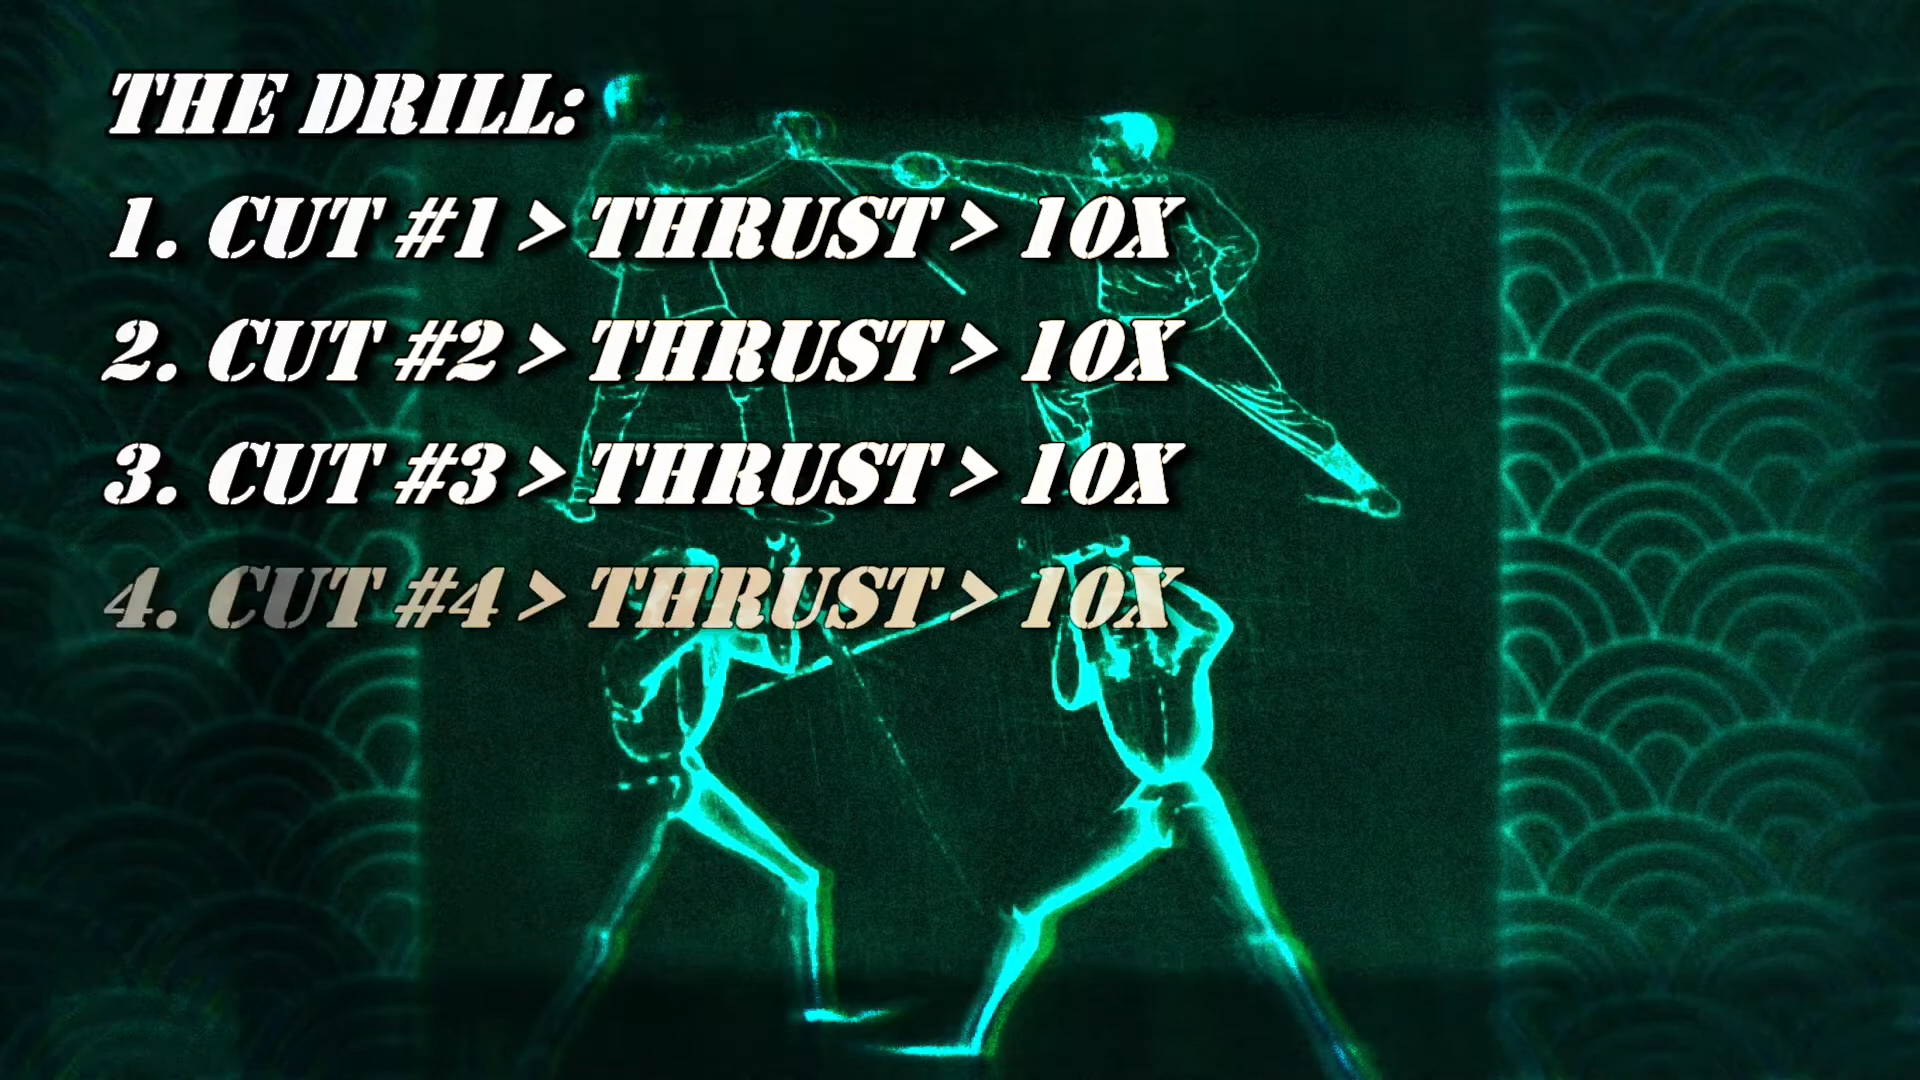 THE DRILL:
1. CUT #1 > THRUST > 10X
2. CUT #2 > THRUST > 10X
3. CUT #3 > THRUST > 10X
4. CUT #4 > THRUST > 10X